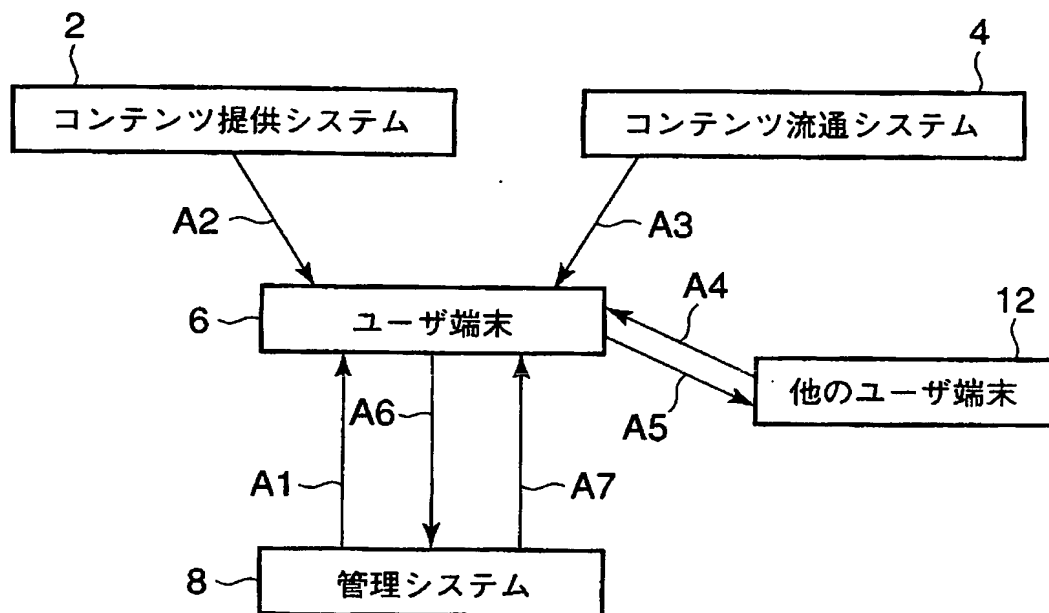 2
4
コンテンツ提供システム
コンテンツ流通システム
A2
A3
A4
6
ユーザ端末
12
他のユーザ端末
A5
A6
A1
A7
8
管理システム